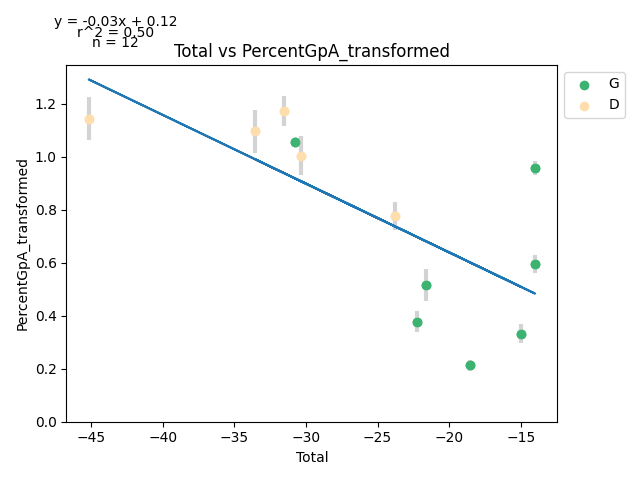 y = -0.03x + 0.12
r^2 = 0.50
n = 12
Total vs PercentGpA_transformed
G
D
PercentGpA_transformed
1.2
1.0
0.8
0.6
0.4
0.2
0.0
−45 −40 −35 −30 −25 −20 −15
Total